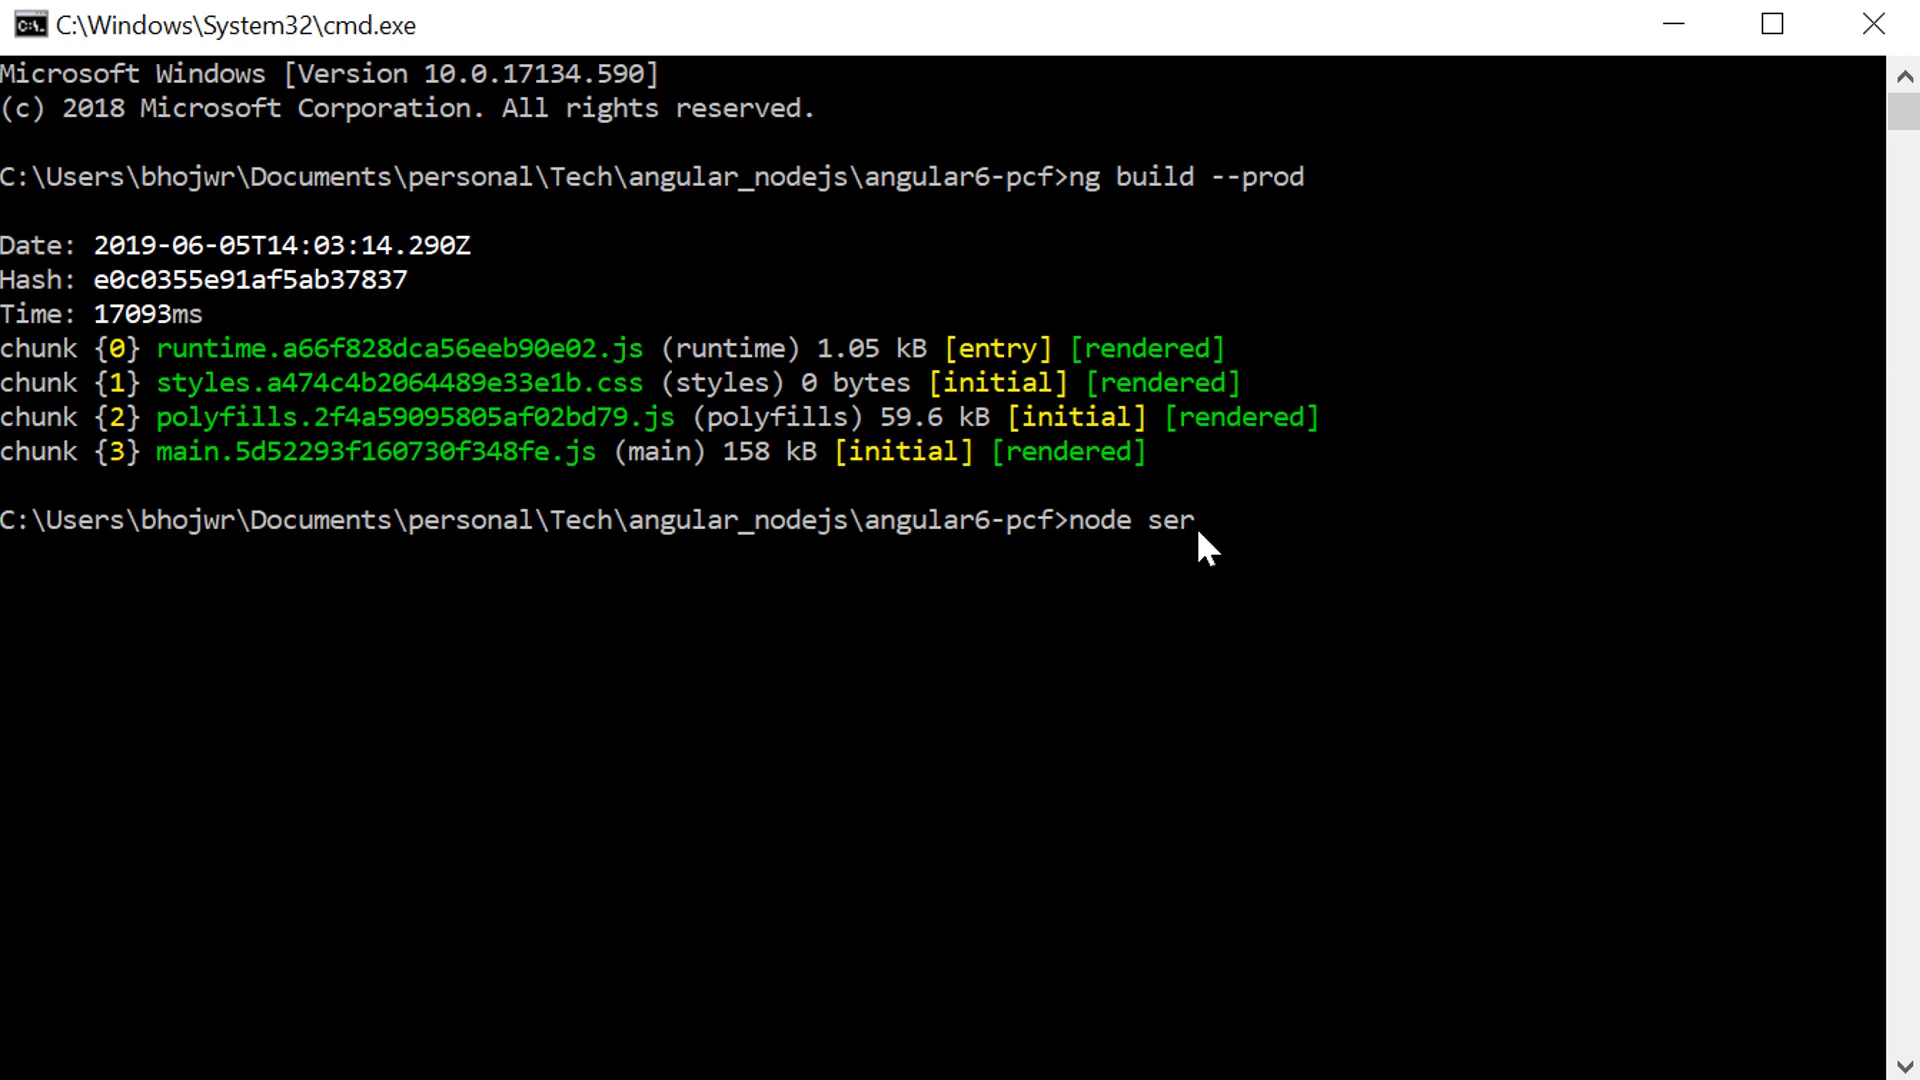 C:\Windows\System32\cmd.exe
Microsoft Windows [Version 10.0.17134.590]
(c) 2018 Microsoft Corporation. All rights reserved.
C:\Users\bhojwr\Documents\personal\Tech\angular_nodejs\angular6-pcf>ng build --prod
Date: 2019-06-05T14:03:14.290Z
Hash: e0c0355e91af5ab37837
Time: 17093ms
chunk {0} runtime.a66f828dca56eeb90e02.js (runtime) 1.05 kB [entry] [rendered]
chunk {1} styles.a474c4b2064489e33e1b.css (styles) 0 bytes [initial] [rendered]
chunk {2} polyfills.2f4a59095805af02bd79.js (polyfills) 59.6 kB [initial] [rendered]
chunk {3} main.5d52293f160730f348fe.js (main) 158 kB [initial] [rendered]
C:\Users\bhojwr\Documents\personal\Tech\angular_nodejs\angular6-pcf>node ser